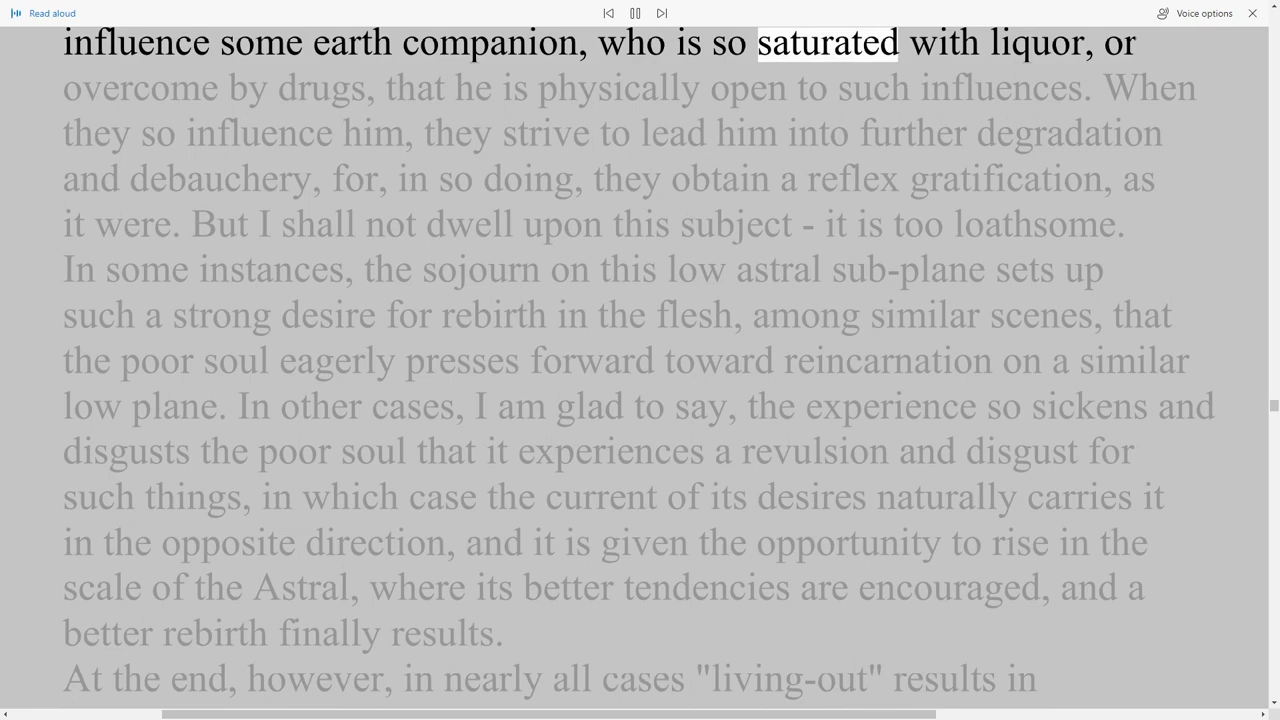 Read aloud
Voice options
influence some earth companion, who is so saturated with liquor, or
overcome by drugs, that he is physically open to such influences. When
they so influence him, they strive to lead him into further degradation
and debauchery, for, in so doing, they obtain a reflex gratification, as
it were. But I shall not dwell upon this subject - it is too loathsome.
In some instances, the sojourn on this low astral sub-plane sets up
such a strong desire for rebirth in the flesh, among similar scenes, that
the poor soul eagerly presses forward toward reincarnation on a similar
low plane. In other cases, I am glad to say, the experience so sickens and
disgusts the poor soul that it experiences a revulsion and disgust for
such things, in which case the current of its desires naturally carries it
in the opposite direction, and it is given the opportunity to rise in the
scale of the Astral, where its better tendencies are encouraged, and a
better rebirth finally results.
At the end, however, in nearly all cases "living-out" results in